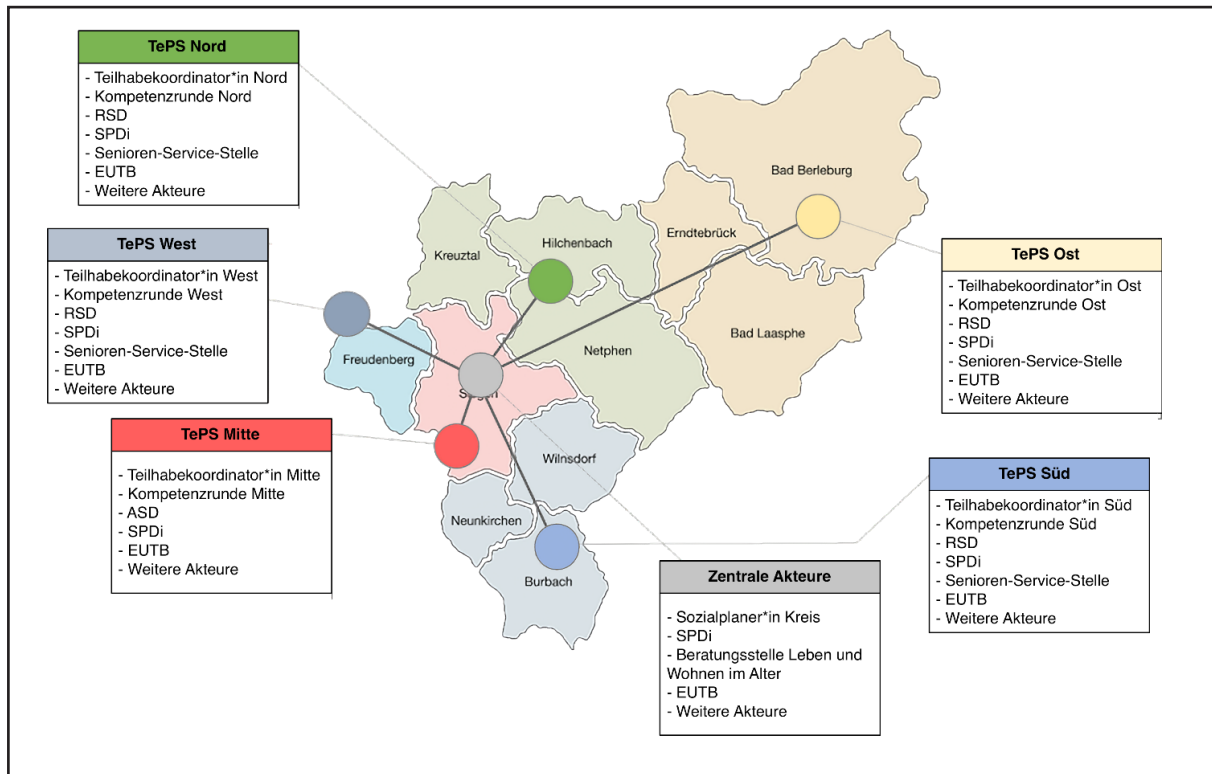 TePS Nord
- Teilhabekoordinator*in Nord
- Kompetenzrunde Nord
- RSD
- SPDi
- Senioren-Service-Stelle
- EUTB
- Weitere Akteure
TePS West
- Teilhabekoordinator*in West
- Kompetenzrunde West
- RSD
- SPDi
- Senioren-Service-Stelle
- EUTB
- Weitere Akteure
TePS Mitte
- Teilhabekoordinator*in Mitte
- Kompetenzrunde Mitte
- ASD
- SPDi
- EUTB
- Weitere Akteure
Bad Berleburg
Erndtebrück
Hilchenbach
Kreuztal
Bad Laasphe
Netphen
Freudenberg
Siegen
Wilnsdorf
Neunkirchen
Burbach
TePS Ost
- Teilhabekoordinator*in Ost
- Kompetenzrunde Ost
- RSD
- SPDi
- Senioren-Service-Stelle
- EUTB
- Weitere Akteure
TePS Süd
- Teilhabekoordinator*in Süd
- Kompetenzrunde Süd
- RSD
- SPDi
- Senioren-Service-Stelle
- EUTB
- Weitere Akteure
Zentrale Akteure
- Sozialplaner*in Kreis
- SPDi
- Beratungsstelle Leben und
Wohnen im Alter
- EUTB
- Weitere Akteure